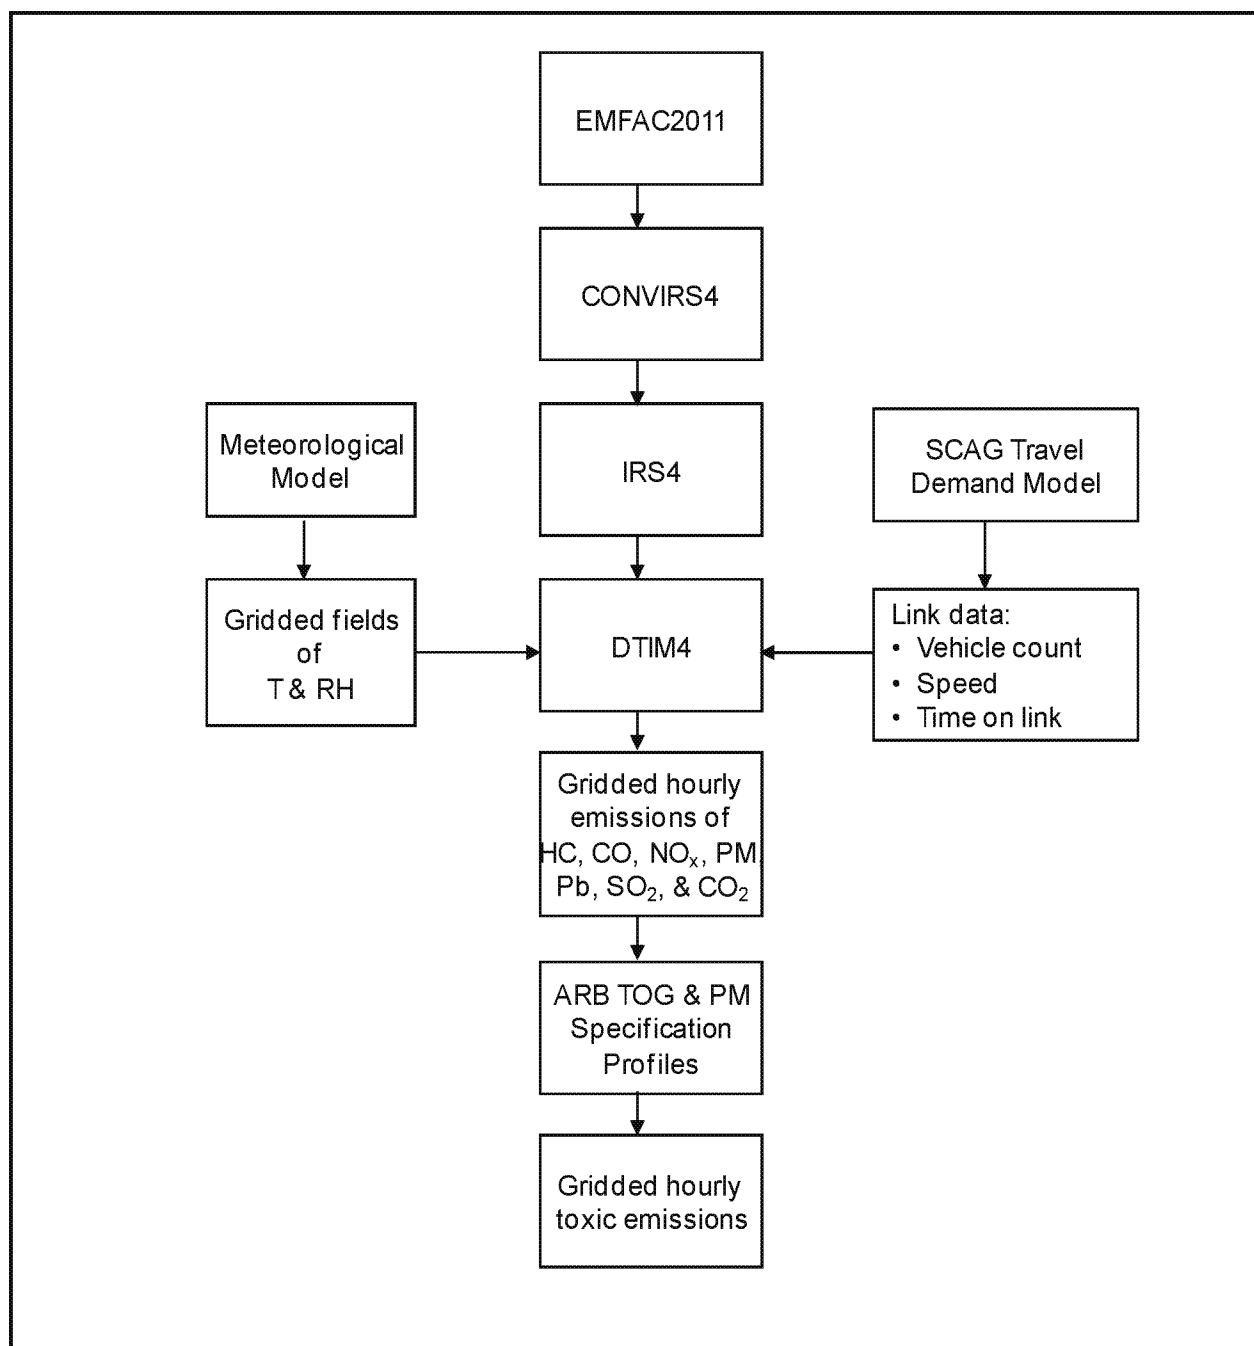 EMFAC2011
CONVIRS4
Meteorological
Model
IRS4
SCAG Travel
Demand Model
Gridded fields
of
T & RH
DTIM4
Link data:
• Vehicle count
• Speed
• Time on link
Gridded hourly
emissions of
HC, CO, NOₓ, PM,
Pb, SO₂, & CO₂
ARB TOG & PM
Specification
Profiles
Gridded hourly
toxic emissions